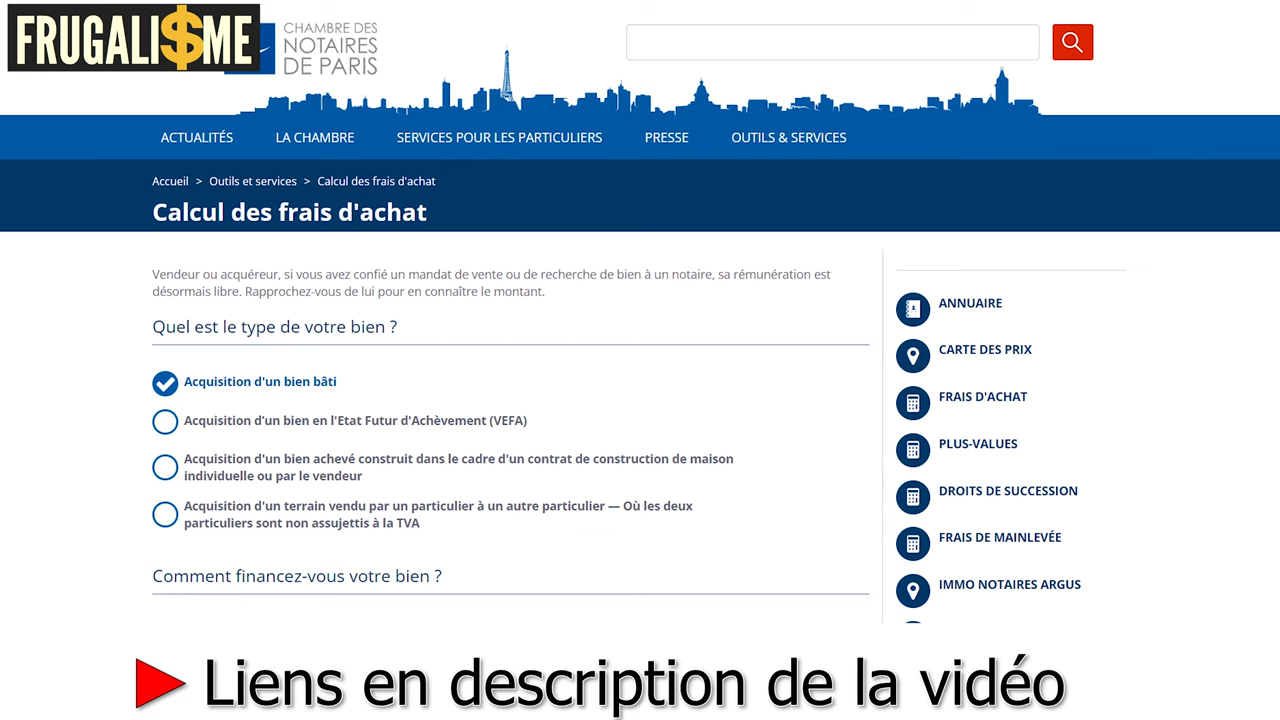 FRUGALI$ME
CHAMBRE DES
NOTAIRES
DE PARIS
ACTUALITÉS
LA CHAMBRE
SERVICES POUR LES PARTICULIERS
PRESSE
OUTILS & SERVICES
Accueil > Outils et services > Calcul des frais d'achat
Calcul des frais d'achat
Vendeur ou acquéreur, si vous avez confié un mandat de vente ou de recherche de bien à un notaire, sa rémunération est
désormais libre. Rapprochez-vous de lui pour en connaître le montant.
Quel est le type de votre bien ?
Acquisition d'un bien bâti
Acquisition d’un bien en l'Etat Futur d'Achèvement (VEFA)
Acquisition d'un bien achevé construit dans le cadre d'un contrat de construction de maison
individuelle ou par le vendeur
Acquisition d'un terrain vendu par un particulier à un autre particulier — Où les deux
particuliers sont non assujettis à la TVA
Comment financez-vous votre bien ?
ANNUAIRE
CARTE DES PRIX
FRAIS D'ACHAT
PLUS-VALUES
DROITS DE SUCCESSION
FRAIS DE MAINLEVÉE
IMMO NOTAIRES ARGUS
Liens en description de la vidéo